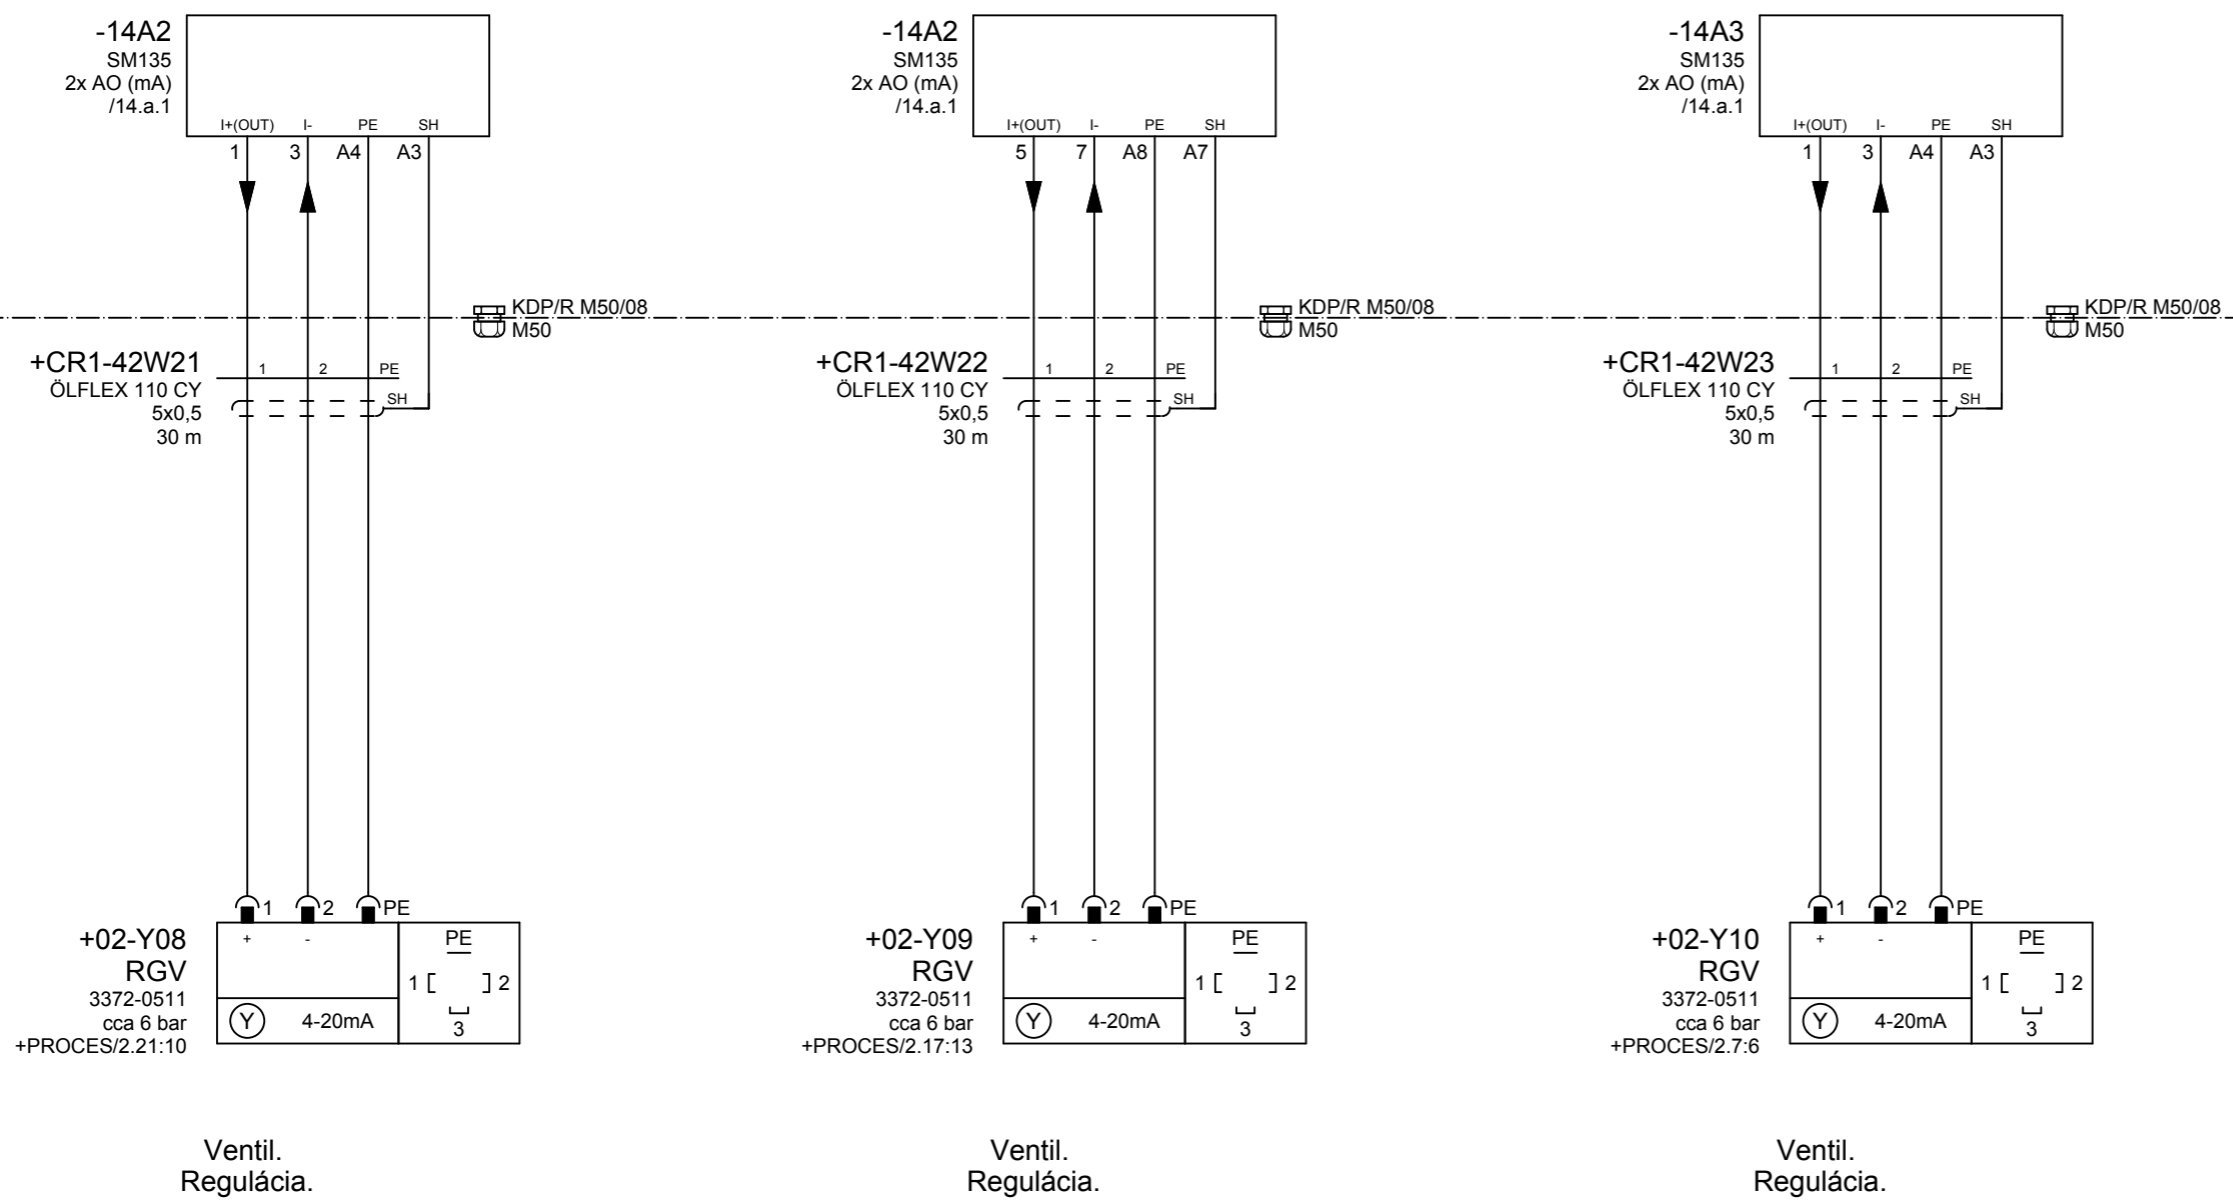 -14A2
SM135
2x AO (mA)
/14.a.1
I+(OUT) I- PE SH
1 3 A4 A3
KDP/R M50/08
M50
+CR1-42W21
ÖLFLEX 110 CY
5x0,5
30 m
1 2 PE
SH
1 2 PE
+02-Y08
RGV
3372-0511
cca 6 bar
+PROCES/2.21:10
+ - PE
1 2
Y 4-20mA 3
Ventil.
Regulácia.
-14A2
SM135
2x AO (mA)
/14.a.1
I+(OUT) I- PE SH
5 7 A8 A7
KDP/R M50/08
M50
+CR1-42W22
ÖLFLEX 110 CY
5x0,5
30 m
1 2 PE
SH
1 2 PE
+02-Y09
RGV
3372-0511
cca 6 bar
+PROCES/2.17:13
+ - PE
1 2
Y 4-20mA 3
Ventil.
Regulácia.
-14A3
SM135
2x AO (mA)
/14.a.1
I+(OUT) I- PE SH
1 3 A4 A3
KDP/R M50/08
M50
+CR1-42W23
ÖLFLEX 110 CY
5x0,5
30 m
1 2 PE
SH
1 2 PE
+02-Y10
RGV
3372-0511
cca 6 bar
+PROCES/2.7:6
+ - PE
1 2
Y 4-20mA 3
Ventil.
Regulácia.